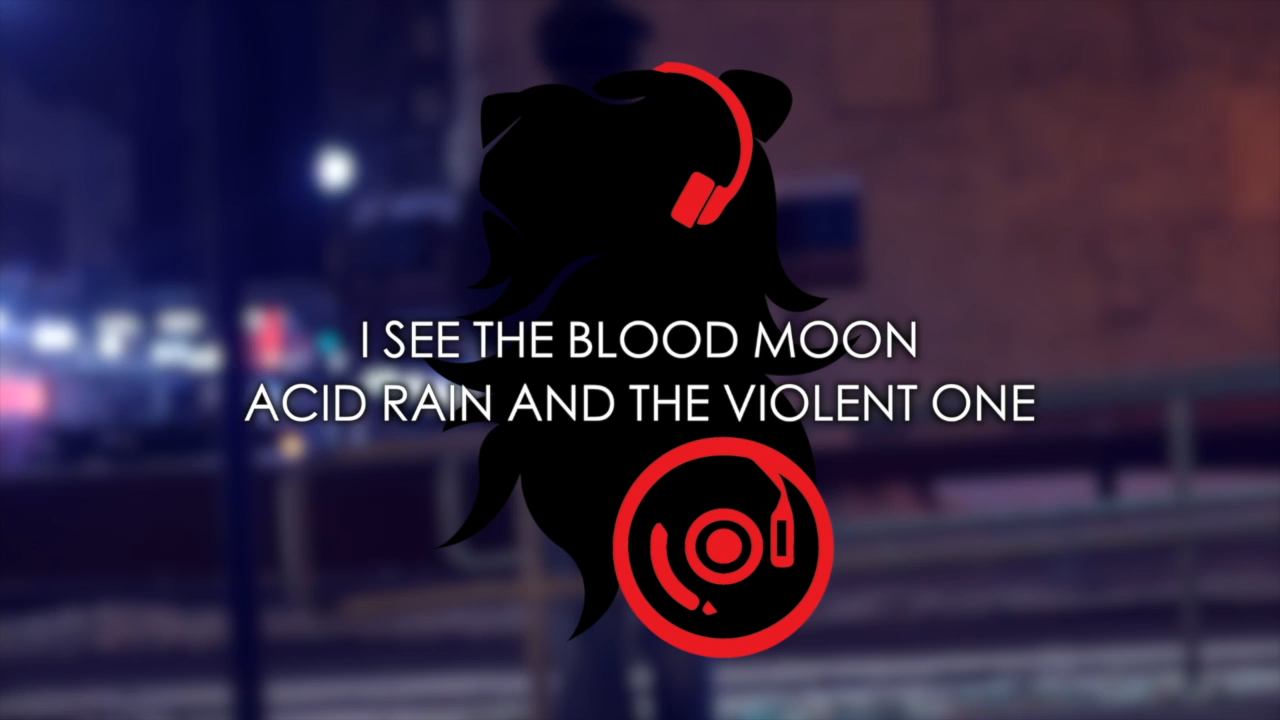 I SEE THE BLOOD MOON
ACID RAIN AND THE VIOLENT ONE